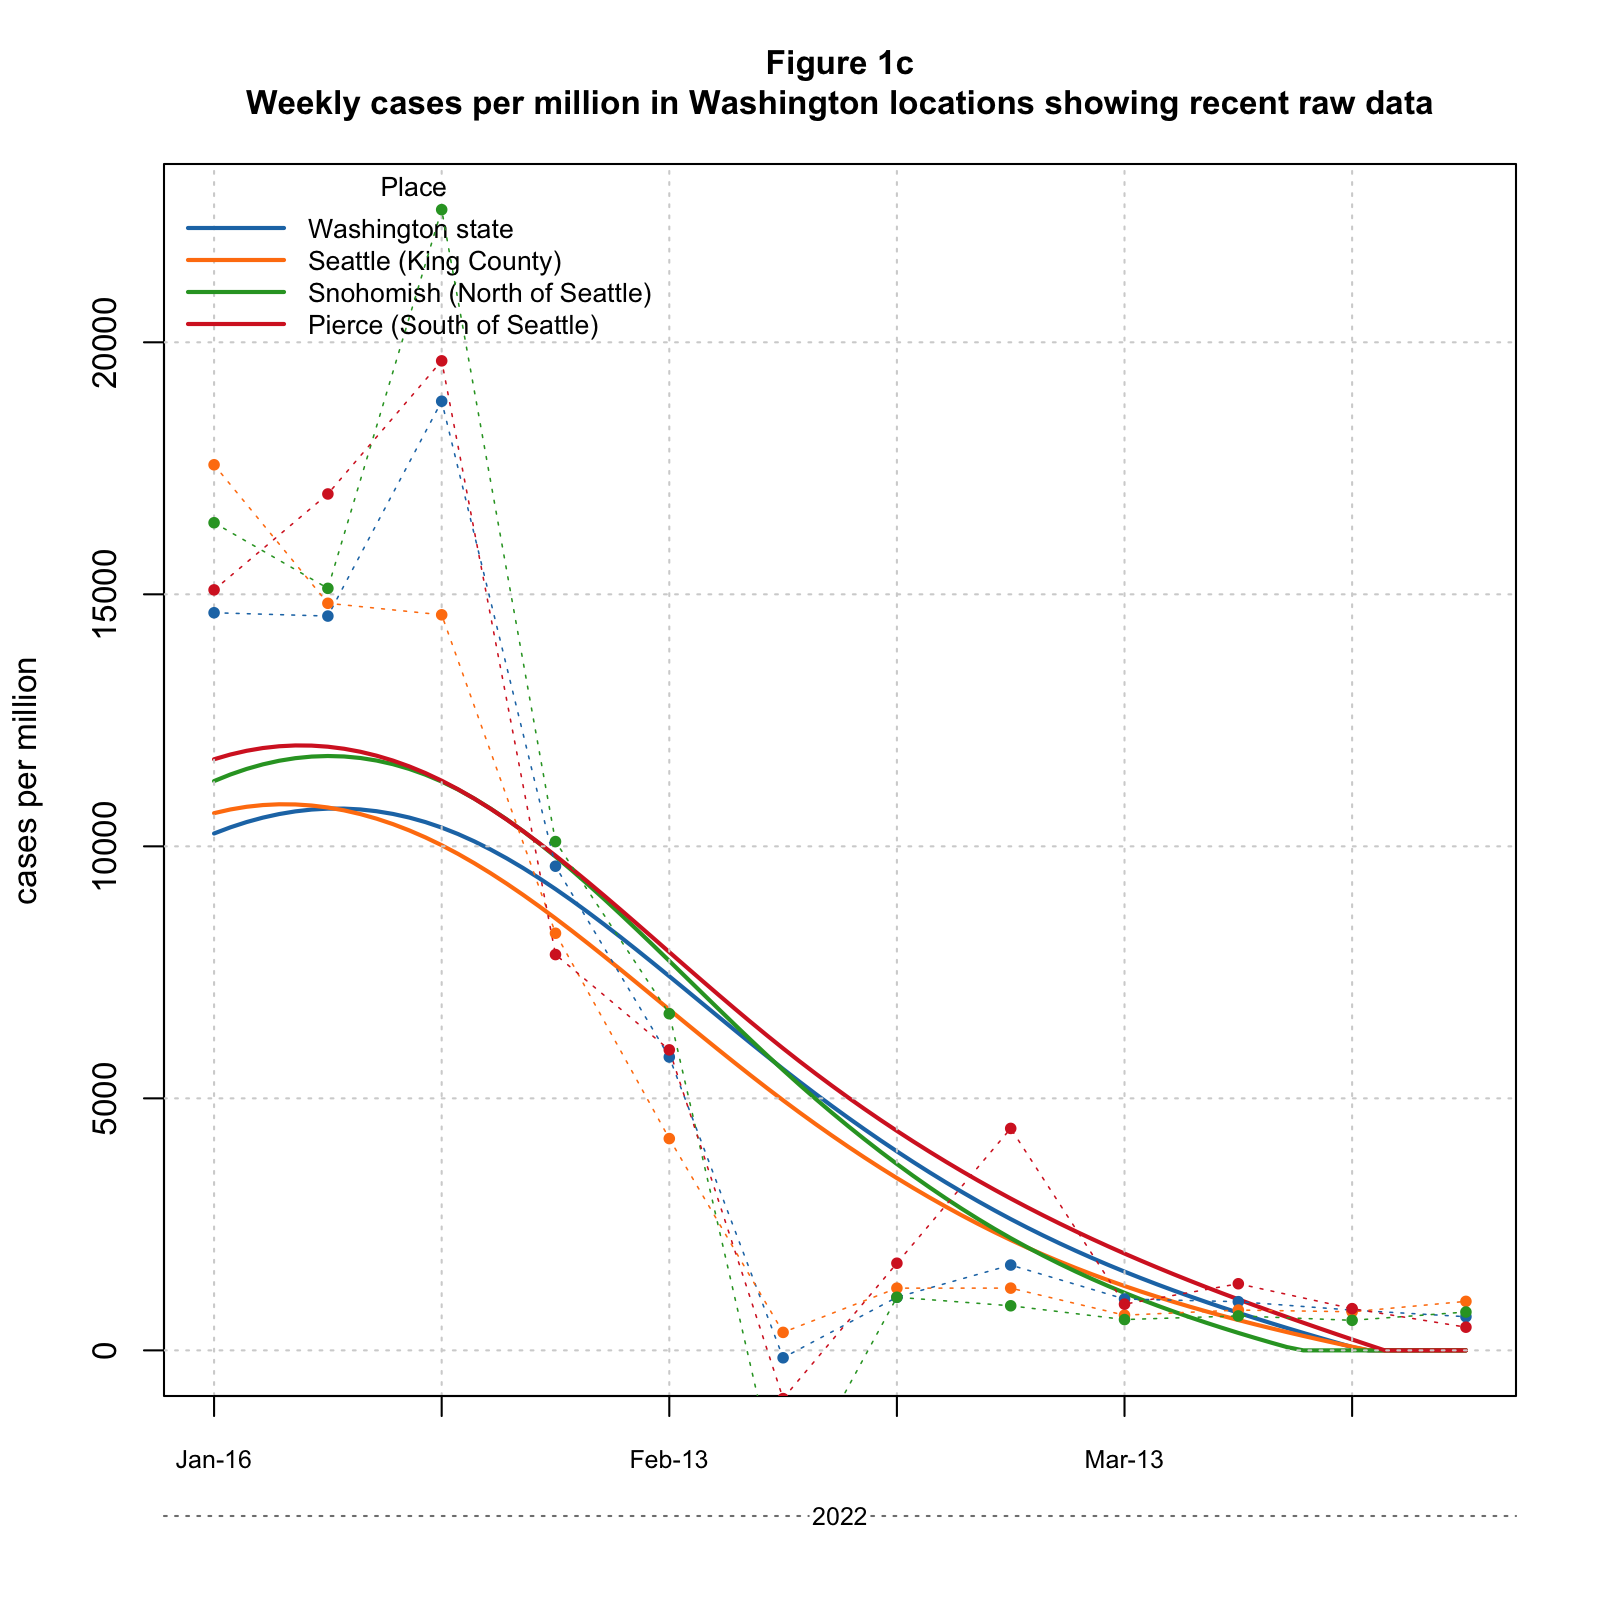 Figure 1c
Weekly cases per million in Washington locations showing recent raw data
Place
Washington state
Seattle (King County)
Snohomish (North of Seattle)
Pierce (South of Seattle)
cases per million
20000
15000
10000
5000
0
Jan-16
Feb-13
Mar-13
2022